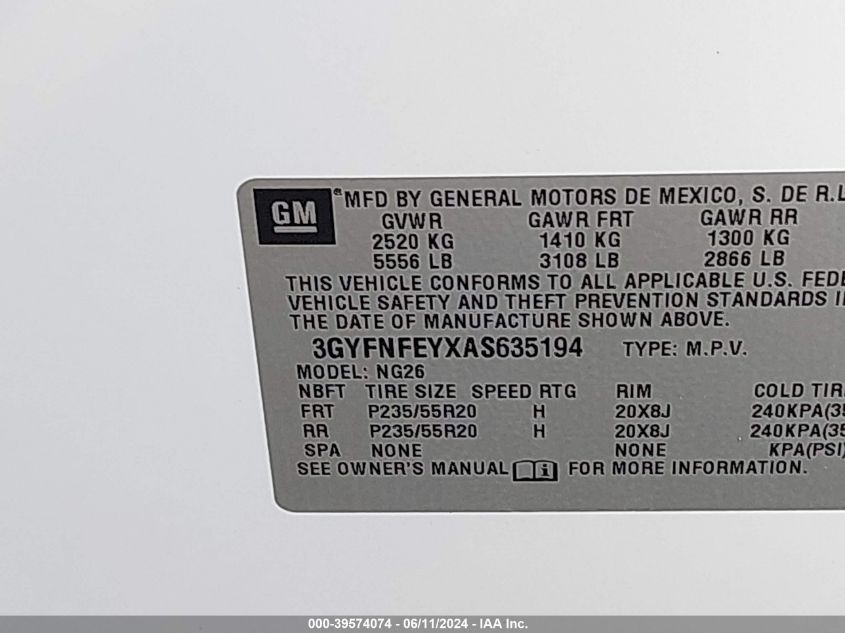 GM ® MFD BY GENERAL MOTORS DE MEXICO, S. DE R.L
GVWR GAWR FRT GAWR RR
2520 KG 1410 KG 1300 KG
5556 LB 3108 LB 2866 LB
THIS VEHICLE CONFORMS TO ALL APPLICABLE U.S. FEDE
VEHICLE SAFETY AND THEFT PREVENTION STANDARDS I
THE DATE OF MANUFACTURE SHOWN ABOVE.
3GYFNFEYXAS635194 TYPE: M.P.V.
MODEL: NG26
NBFT TIRE SIZE SPEED RTG RIM COLD TIR
FRT P235/55R20 H 20X8J 240KPA(35
RR P235/55R20 H 20X8J 240KPA(35
SPA NONE NONE KPA(PSI)
SEE OWNER'S MANUAL FOR MORE INFORMATION.
000-39574074 - 06/11/2024 - IAA Inc.